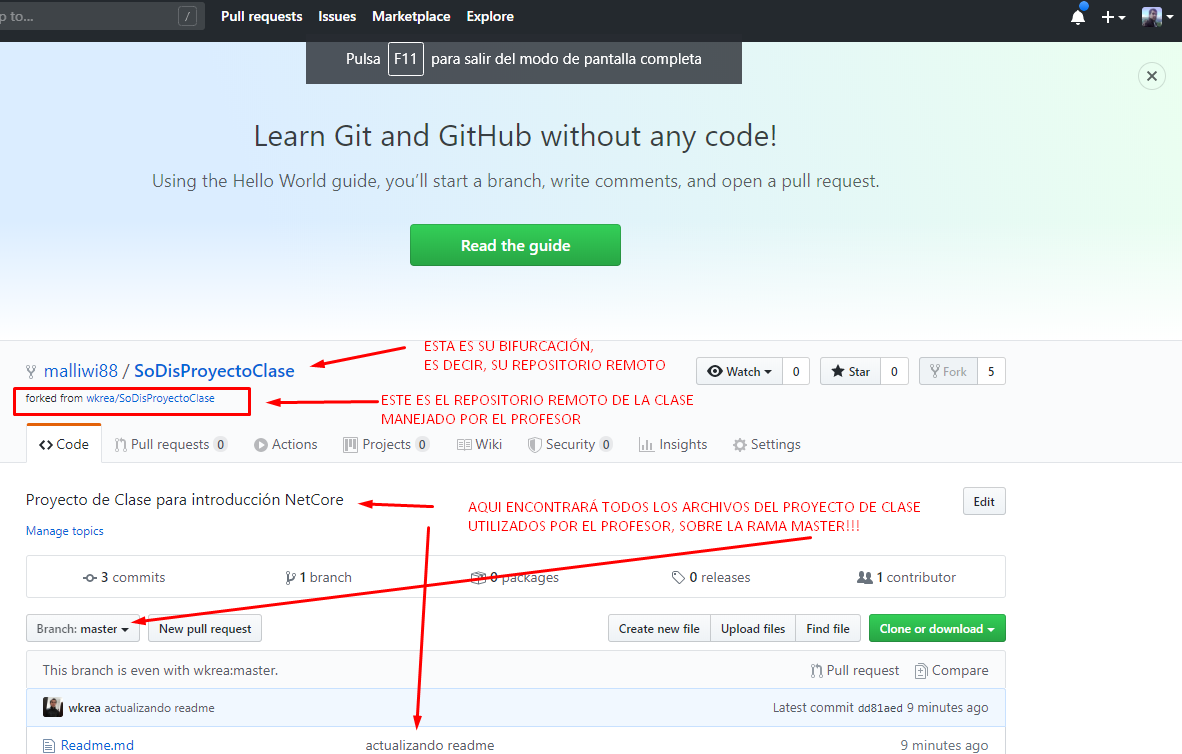 p to... /
Pull requests Issues Marketplace Explore
Pulsa F11 para salir del modo de pantalla completa
Learn Git and GitHub without any code!
Using the Hello World guide, you’ll start a branch, write comments, and open a pull request.
Read the guide
ESTA ES SU BIFURCACIÓN,
ES DECIR, SU REPOSITORIO REMOTO
malliwi88 / SoDisProyectoClase
Watch 0 Star 0 Fork 5
forked from wkrea/SoDisProyectoClase
ESTE ES EL REPOSITORIO REMOTO DE LA CLASE
MANEJADO POR EL PROFESOR
Code Pull requests 0 Actions Projects 0 Wiki Security 0 Insights Settings
Proyecto de Clase para introducción NetCore
AQUI ENCONTRARÁ TODOS LOS ARCHIVOS DEL PROYECTO DE CLASE
UTILIZADOS POR EL PROFESOR, SOBRE LA RAMA MASTER!!!
Edit
Manage topics
3 commits 1 branch 0 packages 0 releases 1 contributor
Branch: master New pull request Create new file Upload files Find file Clone or download
This branch is even with wkrea:master. Pull request Compare
wkrea actualizando readme Latest commit dd81aed 9 minutes ago
Readme.md actualizando readme 9 minutes ago